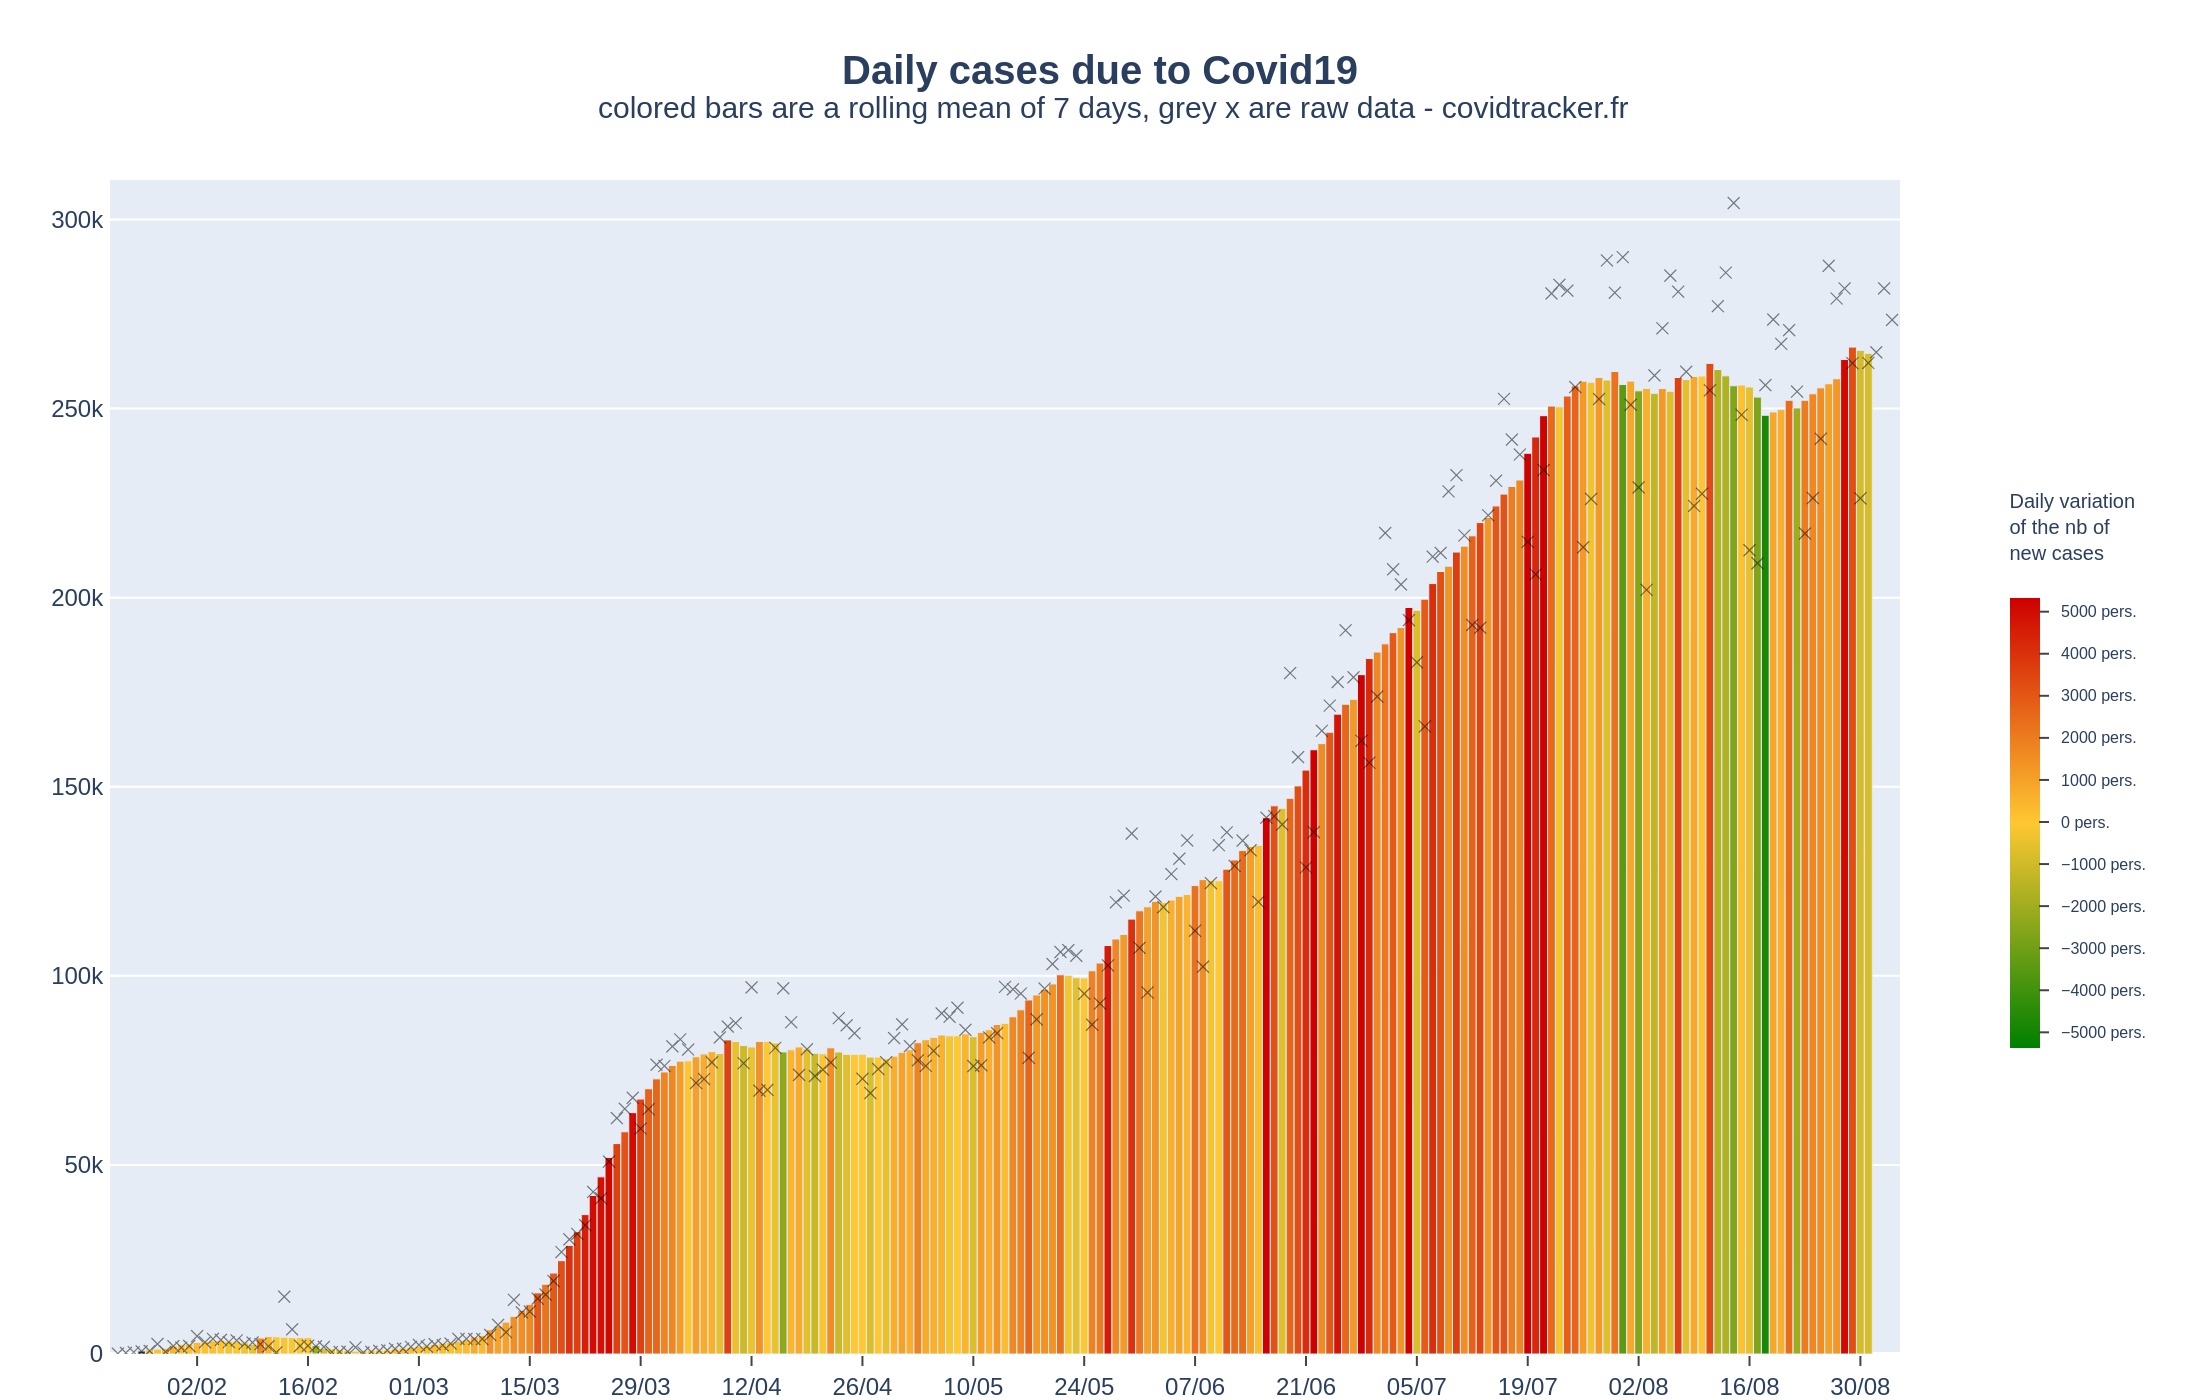 Daily cases due to Covid19
colored bars are a rolling mean of 7 days, grey x are raw data - covidtracker.fr
300k
250k
200k
150k
100k
50k
0
02/02 16/02 01/03 15/03 29/03 12/04 26/04 10/05 24/05 07/06 21/06 05/07 19/07 02/08 16/08 30/08
Daily variation
of the nb of
new cases
5000 pers.
4000 pers.
3000 pers.
2000 pers.
1000 pers.
0 pers.
−1000 pers.
−2000 pers.
−3000 pers.
−4000 pers.
−5000 pers.